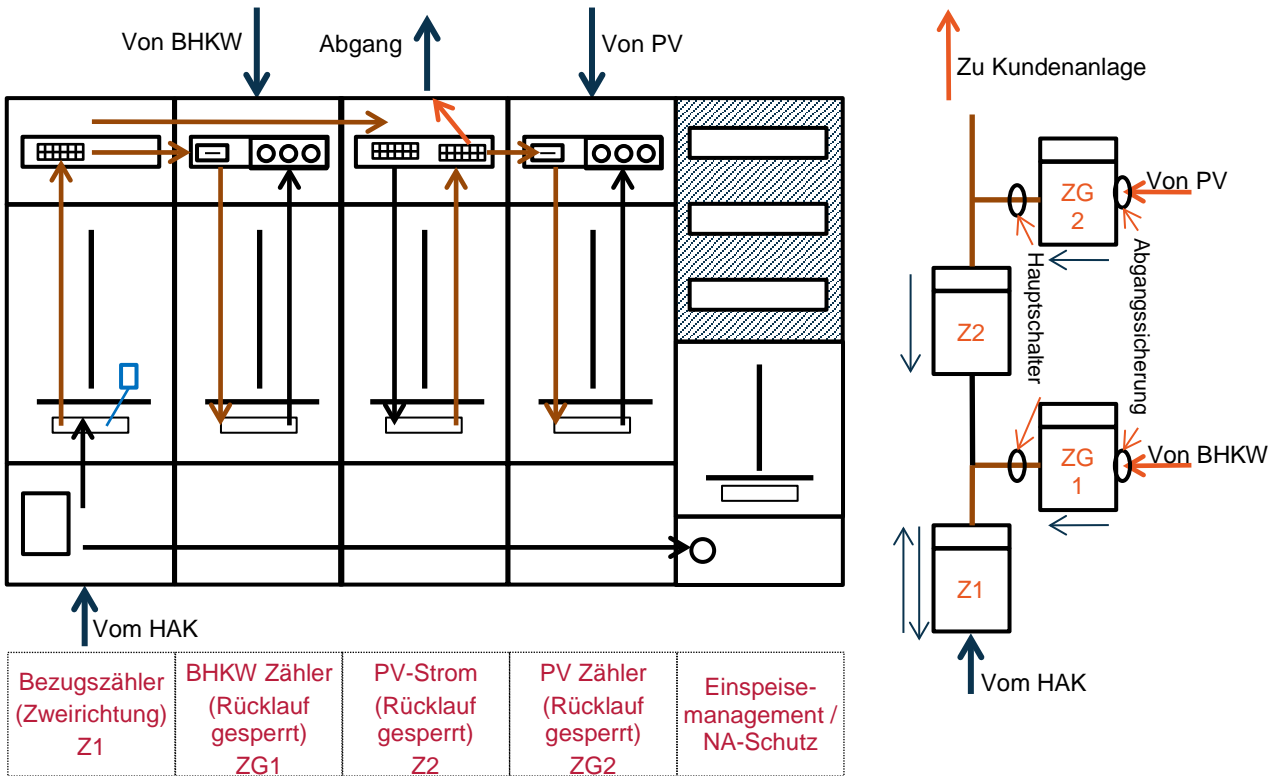 Von BHKW
Abgang
Von PV
Vom HAK
Bezugszähler
(Zweirichtung)
Z1
BHKW Zähler
(Rücklauf
gesperrt)
ZG1
PV-Strom
(Rücklauf
gesperrt)
Z2
PV Zähler
(Rücklauf
gesperrt)
ZG2
Einspeise-
management /
NA-Schutz
Zu Kundenanlage
ZG
2
Von PV
Hauptschalter
Abgangssicherung
Z2
ZG
1
Von BHKW
Z1
Vom HAK